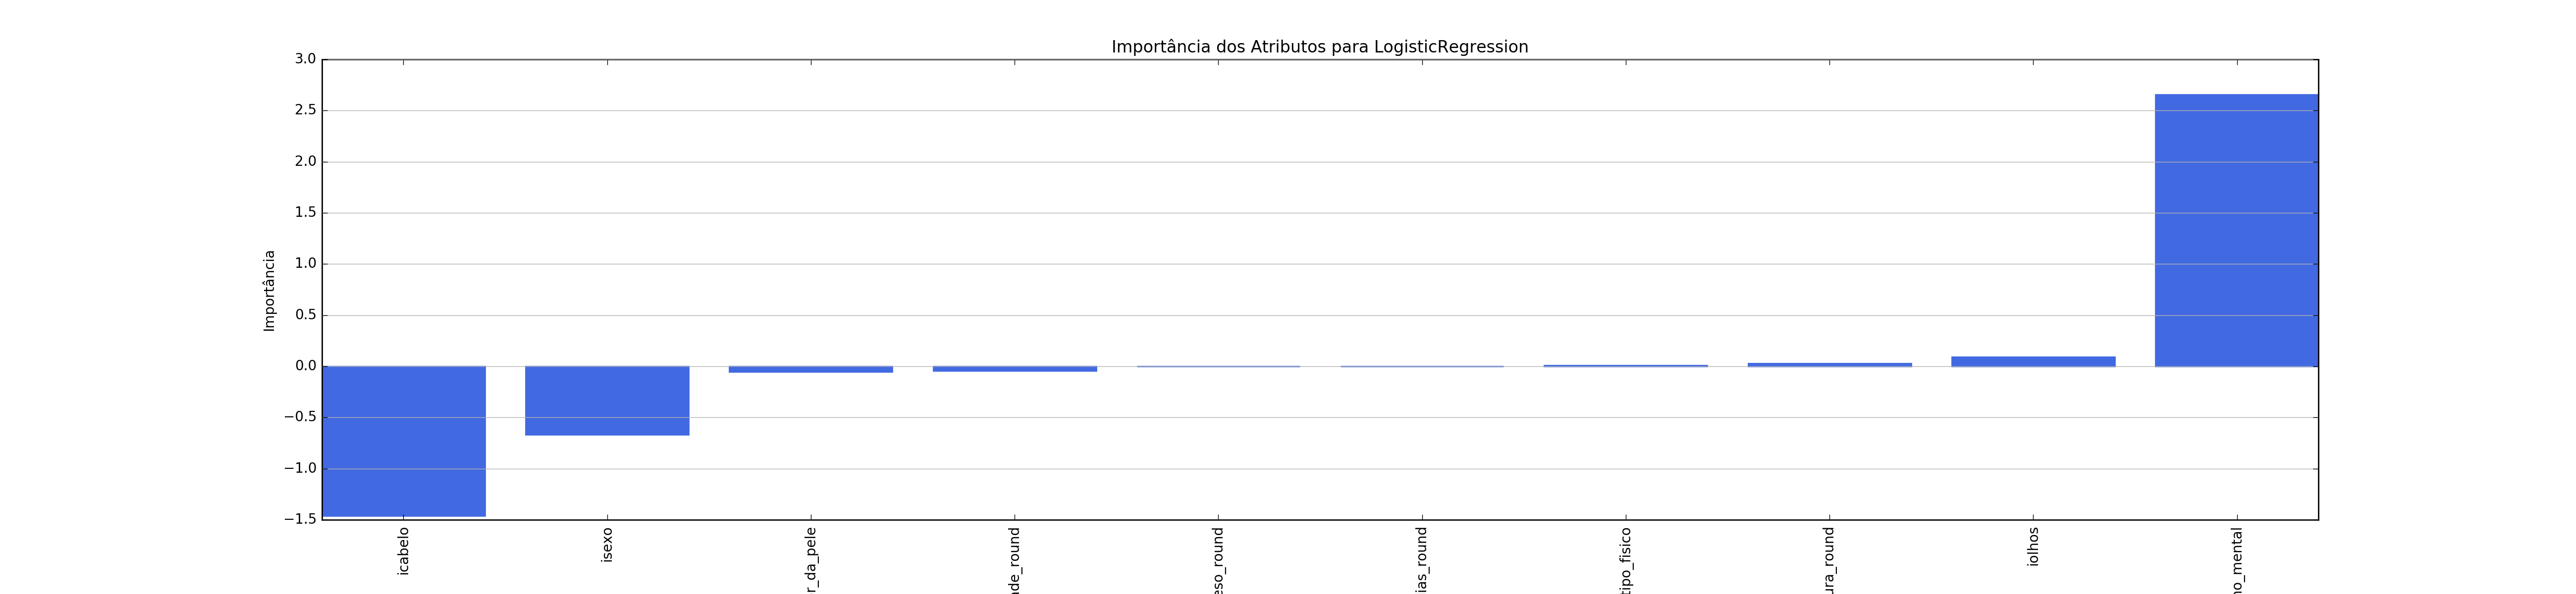 Importância dos Atributos para LogisticRegression
Importância
3.0
2.5
2.0
1.5
1.0
0.5
0.0
−0.5
−1.0
−1.5
icabelo
isexo
r_da_pele
de_round
eso_round
ias_round
tipo_fisico
ura_round
iolhos
no_mental